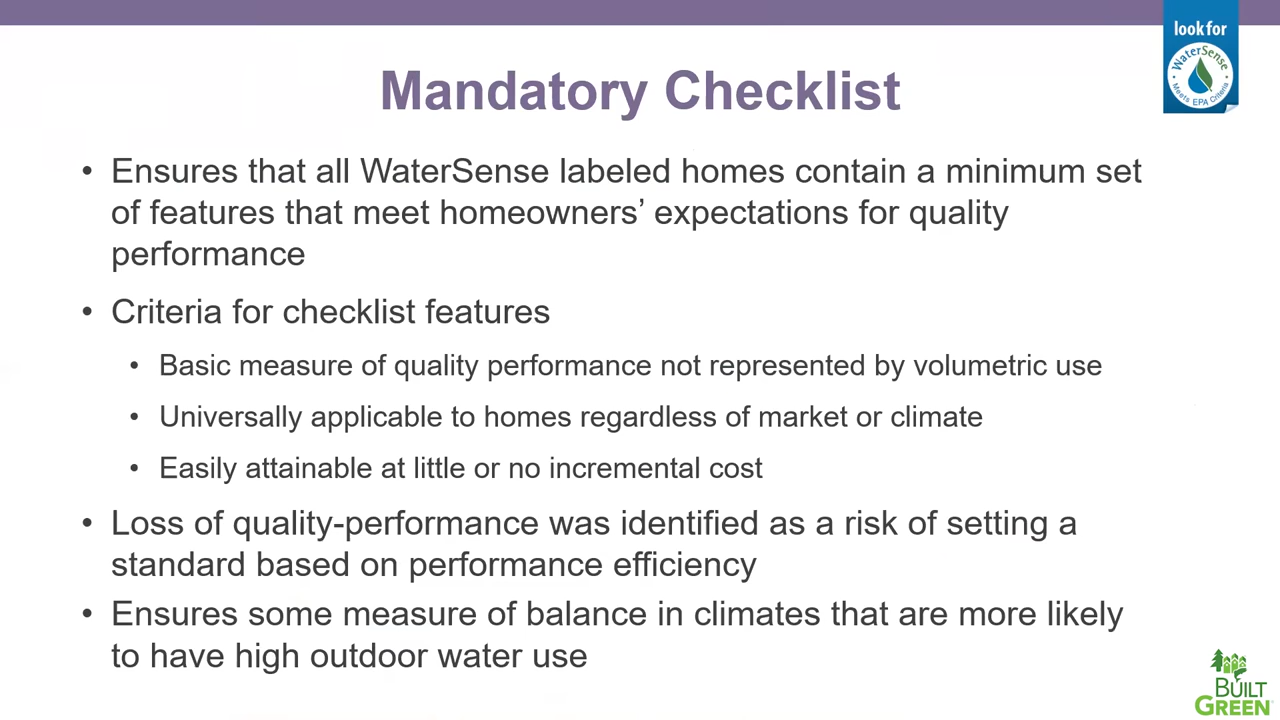 look for
WaterSense
Meets EPA Criteria
Mandatory Checklist
• Ensures that all WaterSense labeled homes contain a minimum set
of features that meet homeowners’ expectations for quality
performance
• Criteria for checklist features
• Basic measure of quality performance not represented by volumetric use
• Universally applicable to homes regardless of market or climate
• Easily attainable at little or no incremental cost
• Loss of quality-performance was identified as a risk of setting a
standard based on performance efficiency
• Ensures some measure of balance in climates that are more likely
to have high outdoor water use
BUILT
GREEN